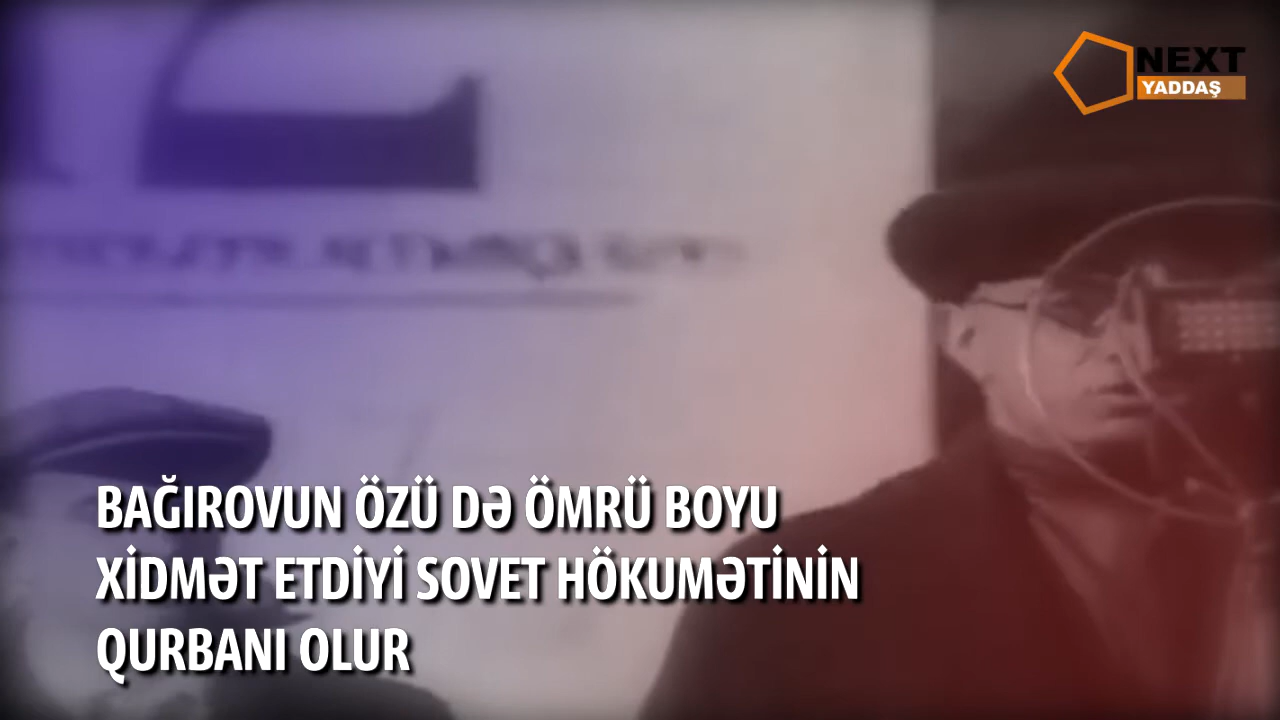 NEXT
YADDAŞ
BAĞIROVUN ÖZÜ DƏ ÖMRÜ BOYU
XİDMƏT ETDİYİ SOVET HÖKUMƏTİNİN
QURBANI OLUR